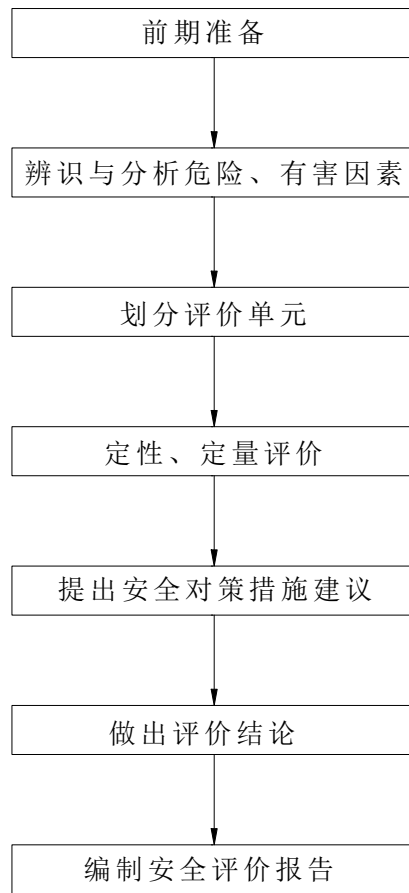 前期准备
辨识与分析危险、有害因素
划分评价单元
定性、定量评价
提出安全对策措施建议
做出评价结论
编制安全评价报告